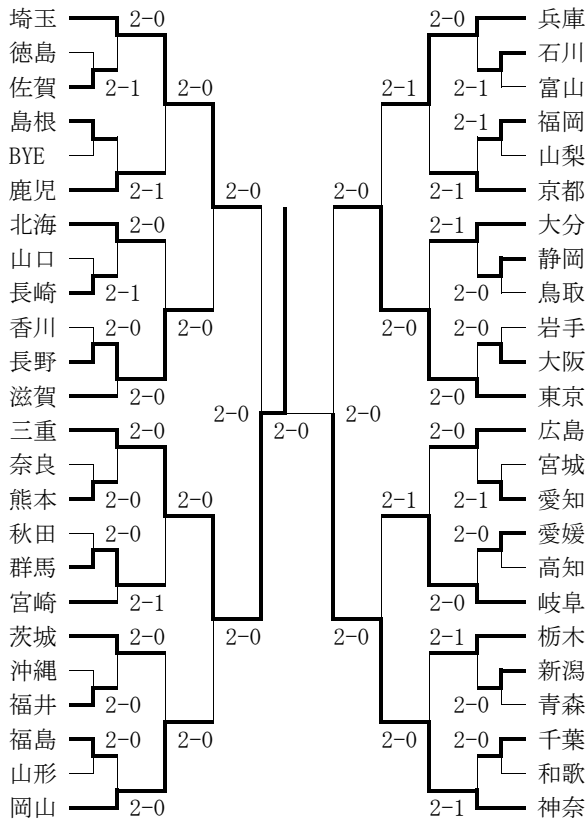 埼玉 2-0 2-0 兵庫
徳島 石川
佐賀 2-1 2-0 2-1 2-1 富山
島根 2-1 福岡
BYE 山梨
鹿児 2-1 2-0 2-0 京都
北海 2-0 2-1 大分
山口 静岡
長崎 2-1 2-0 鳥取
香川 2-0 2-0 2-0 岩手
長野 大阪
滋賀 2-0 2-0 東京
三重 2-0 2-0 2-0 広島
奈良 宮城
熊本 2-0 2-0 2-1 2-1 愛知
秋田 2-0 2-0 愛媛
群馬 高知
宮崎 2-1 2-0 岐阜
茨城 2-0 2-0 2-0 2-1 栃木
沖縄 新潟
福井 2-0 2-0 青森
福島 2-0 2-0 2-0 2-0 千葉
山形 和歌
岡山 2-0 2-1 神奈